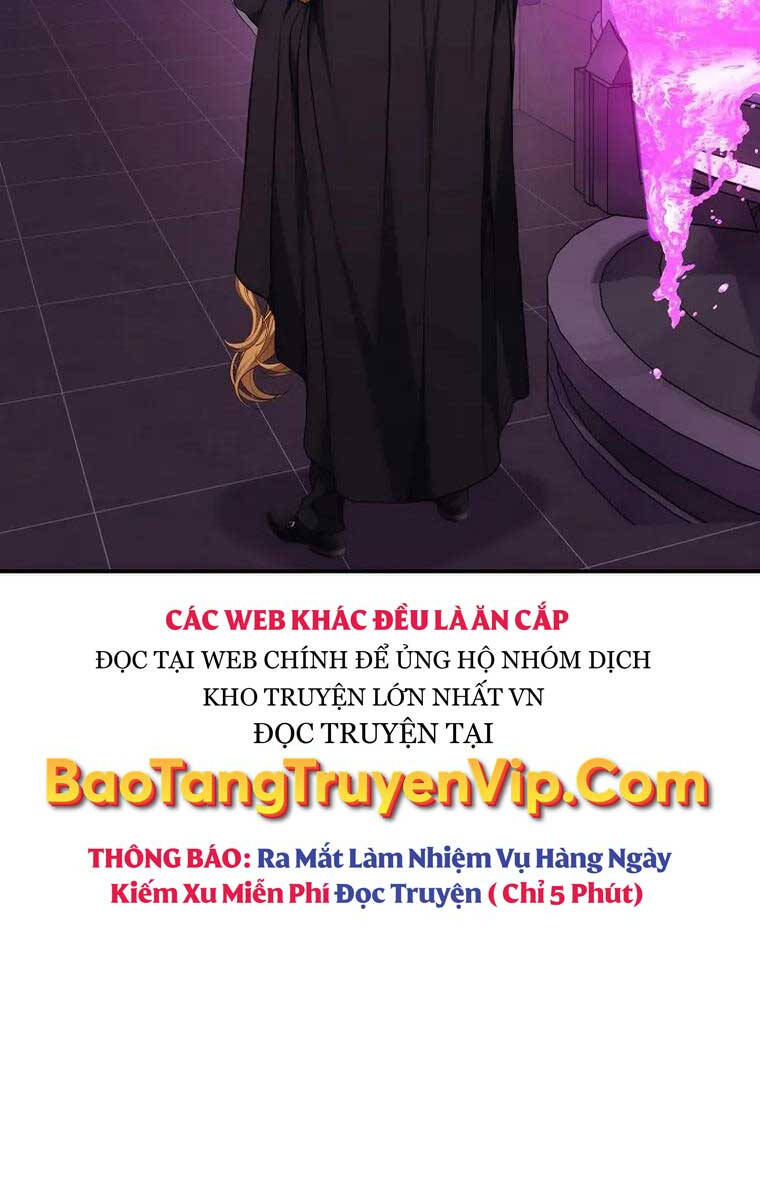 CÁC WEB KHÁC ĐỀU LÀ ĂN CẮP
ĐỌC TẠI WEB CHÍNH ĐỂ ỦNG HỘ NHÓM DỊCH
KHO TRUYỆN LỚN NHẤT VN
ĐỌC TRUYỆN TẠI
BaoTangTruyenVip.Com
THÔNG BÁO: Ra Mắt Làm Nhiệm Vụ Hàng Ngày
Kiếm Xu Miễn Phí Đọc Truyện ( Chỉ 5 Phút)